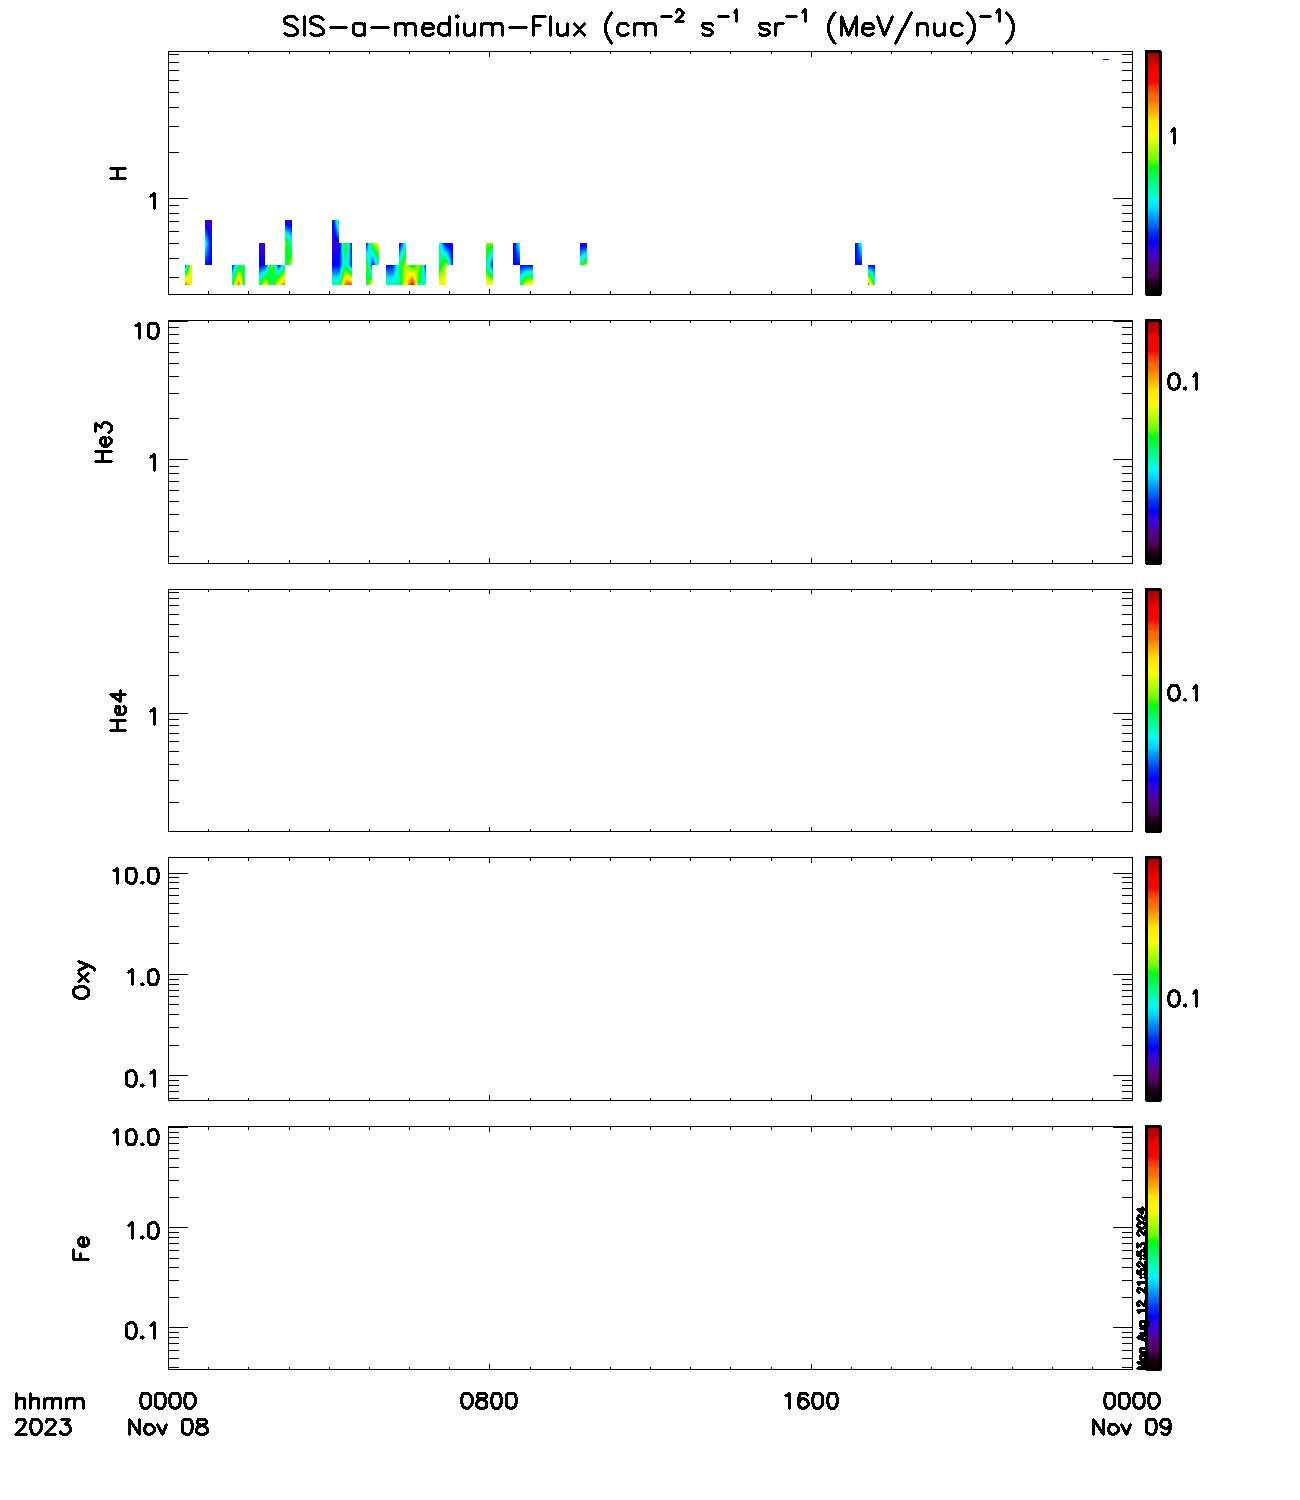 SIS-a-medium-Flux (cm⁻² s⁻¹ sr⁻¹ (MeV/nuc)⁻¹)
H
1
1
He3
10
1
0.1
He4
1
0.1
Oxy
10.0
1.0
0.1
0.1
Fe
10.0
1.0
0.1
Mon Aug 12 21:52:53 2024
hhmm 0000 0800 1600 0000
2023 Nov 08 Nov 09